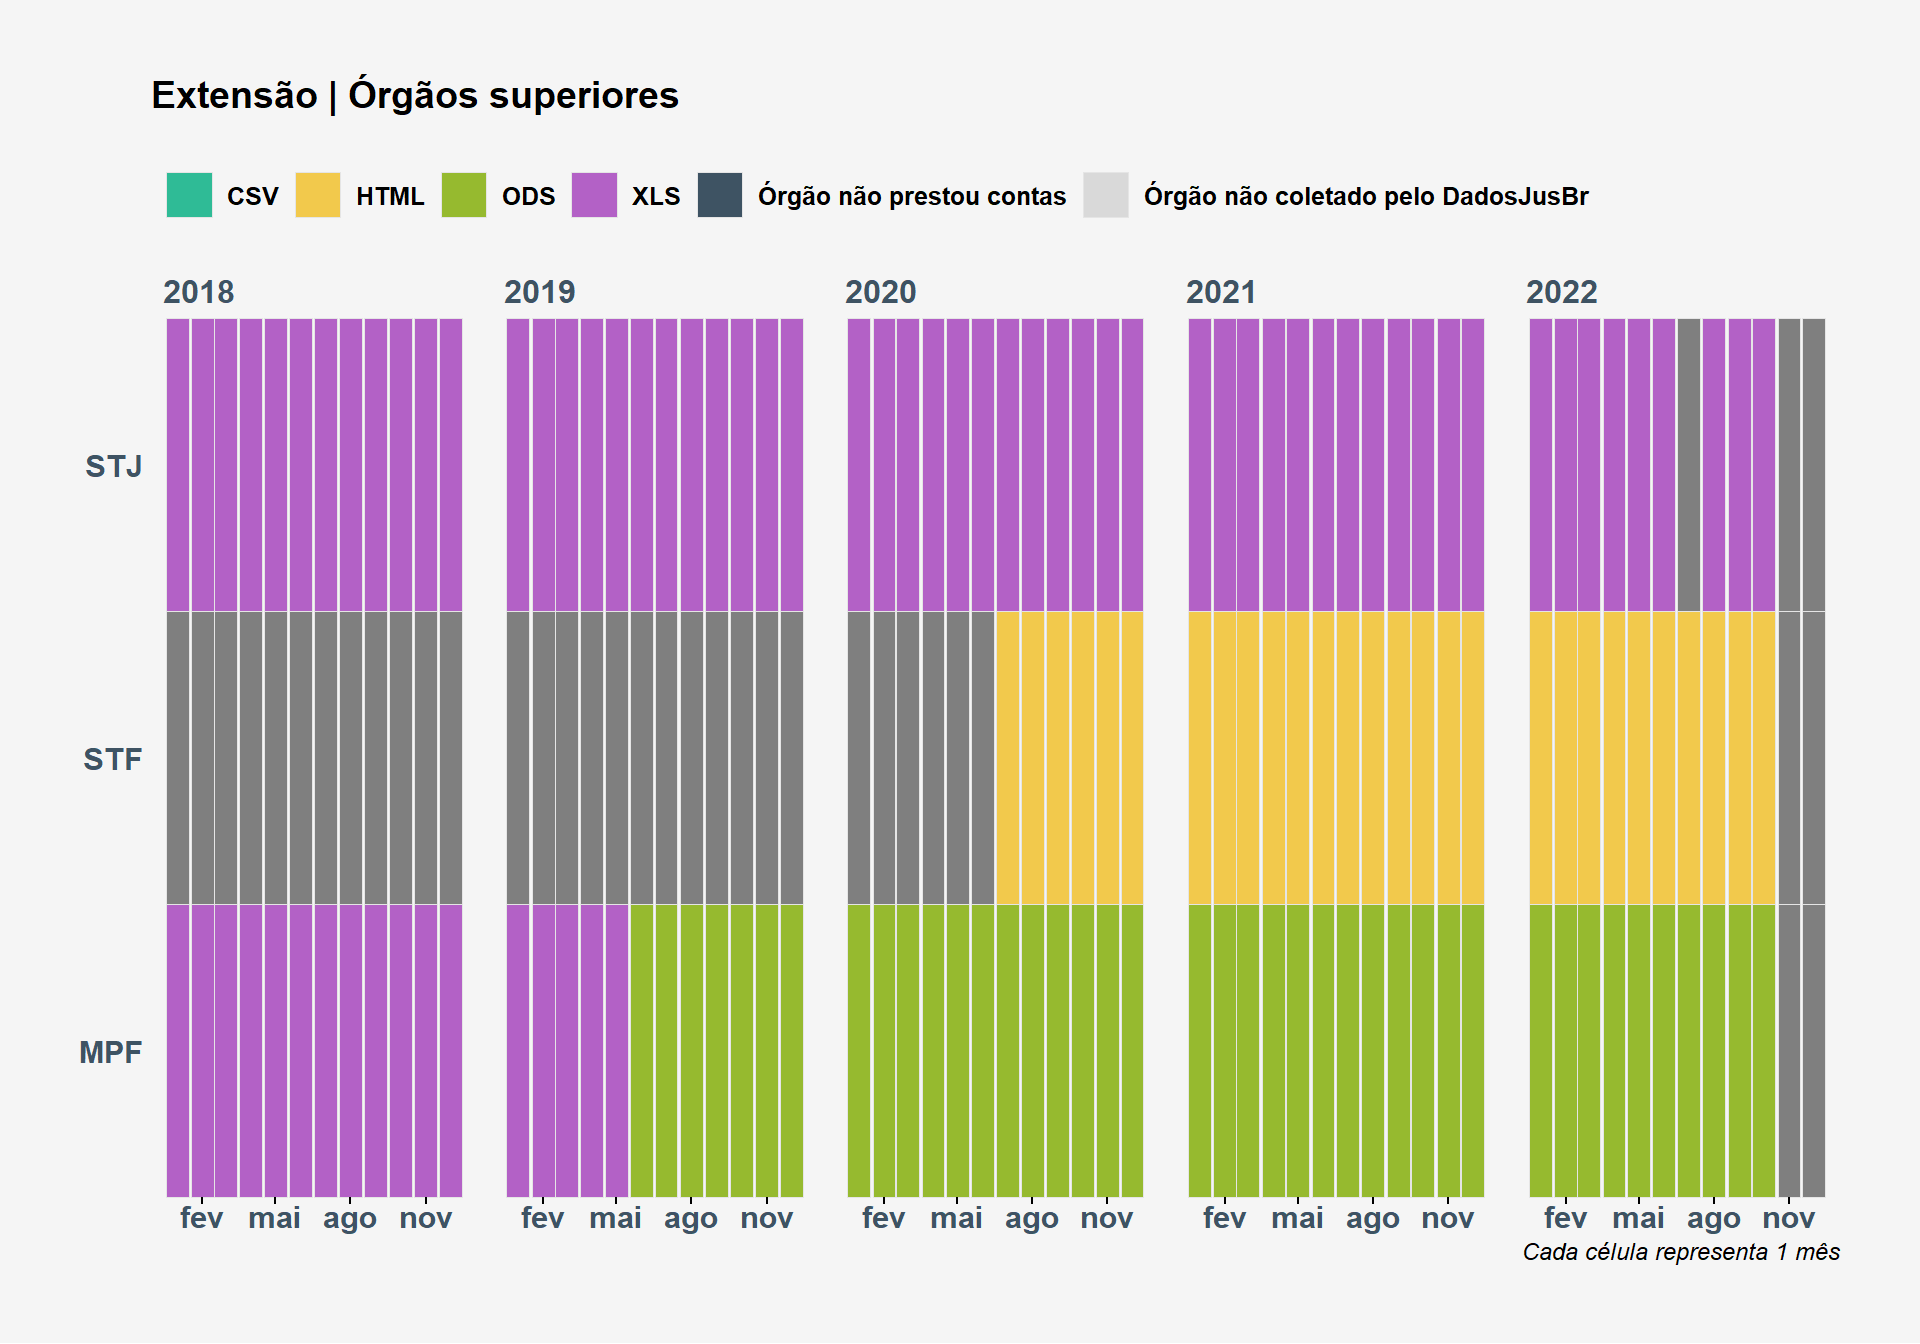 Extensão | Órgãos superiores
CSV HTML ODS XLS Órgão não prestou contas Órgão não coletado pelo DadosJusBr
2018 2019 2020 2021 2022
STJ
STF
MPF
fev mai ago nov fev mai ago nov fev mai ago nov fev mai ago nov fev mai ago nov
Cada célula representa 1 mês